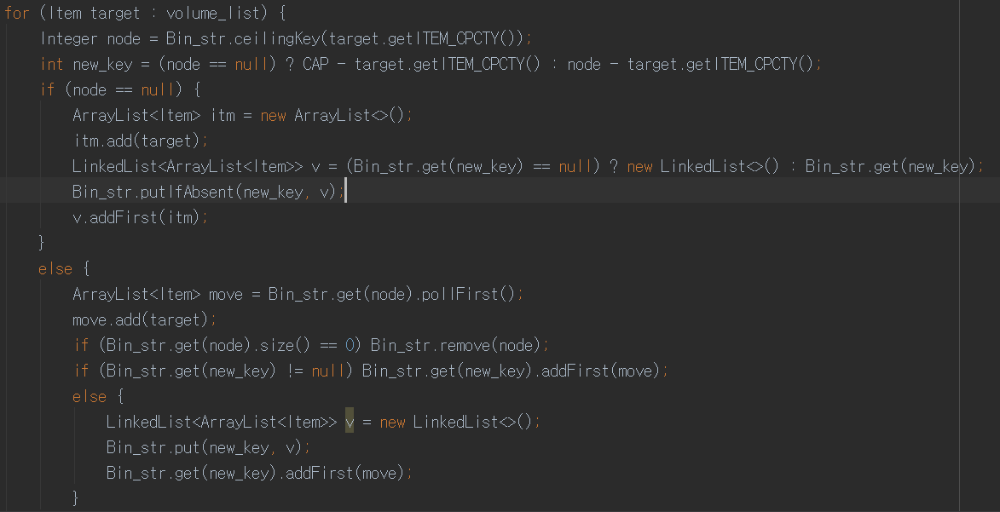 for (Item target : volume_list) {
Integer node = Bin_str.ceilingKey(target.getITEM_CPCTY());
int new_key = (node == null) ? CAP - target.getITEM_CPCTY() : node - target.getITEM_CPCTY();
if (node == null) {
ArrayList<Item> itm = new ArrayList<>();
itm.add(target);
LinkedList<ArrayList<Item>> v = (Bin_str.get(new_key) == null) ? new LinkedList<>() : Bin_str.get(new_key);
Bin_str.putIfAbsent(new_key, v);
v.addFirst(itm);
}
else {
ArrayList<Item> move = Bin_str.get(node).pollFirst();
move.add(target);
if (Bin_str.get(node).size() == 0) Bin_str.remove(node);
if (Bin_str.get(new_key) != null) Bin_str.get(new_key).addFirst(move);
else {
LinkedList<ArrayList<Item>> v = new LinkedList<>();
Bin_str.put(new_key, v);
Bin_str.get(new_key).addFirst(move);
}